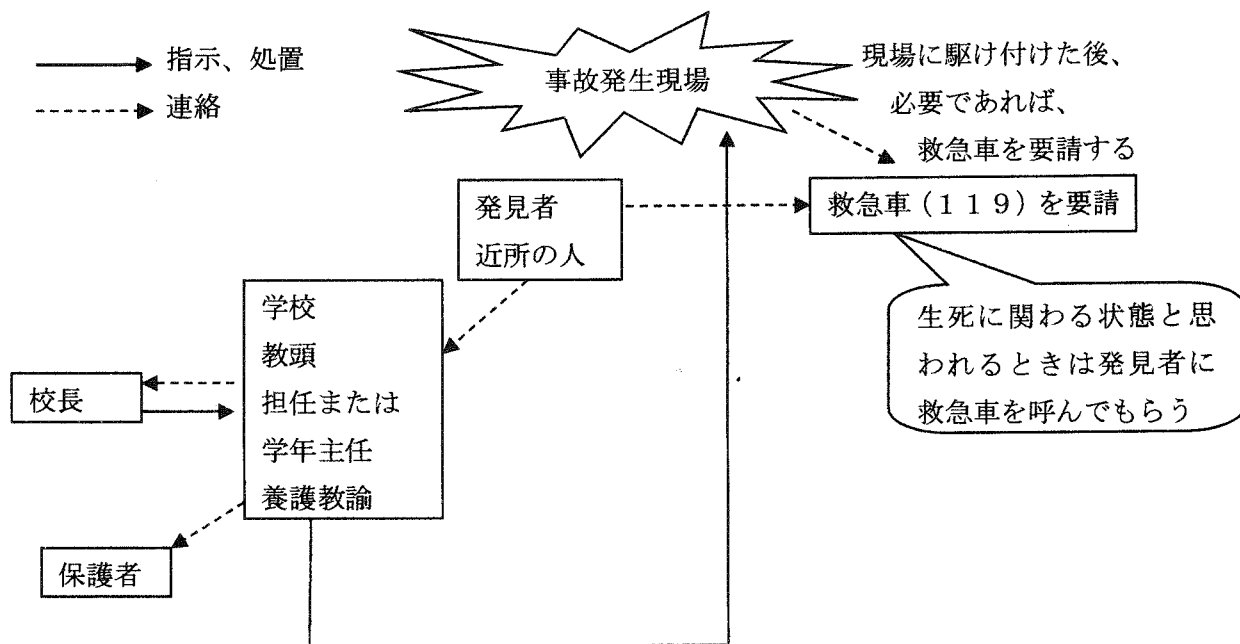 指示、処置
連絡
事故発生現場
現場に駆け付けた後、
必要であれば、
救急車を要請する
発見者
近所の人
救急車(119)を要請
生死に関わる状態と思
われるときは発見者に
救急車を呼んでもらう
学校
教頭
担任または
学年主任
養護教諭
校長
保護者